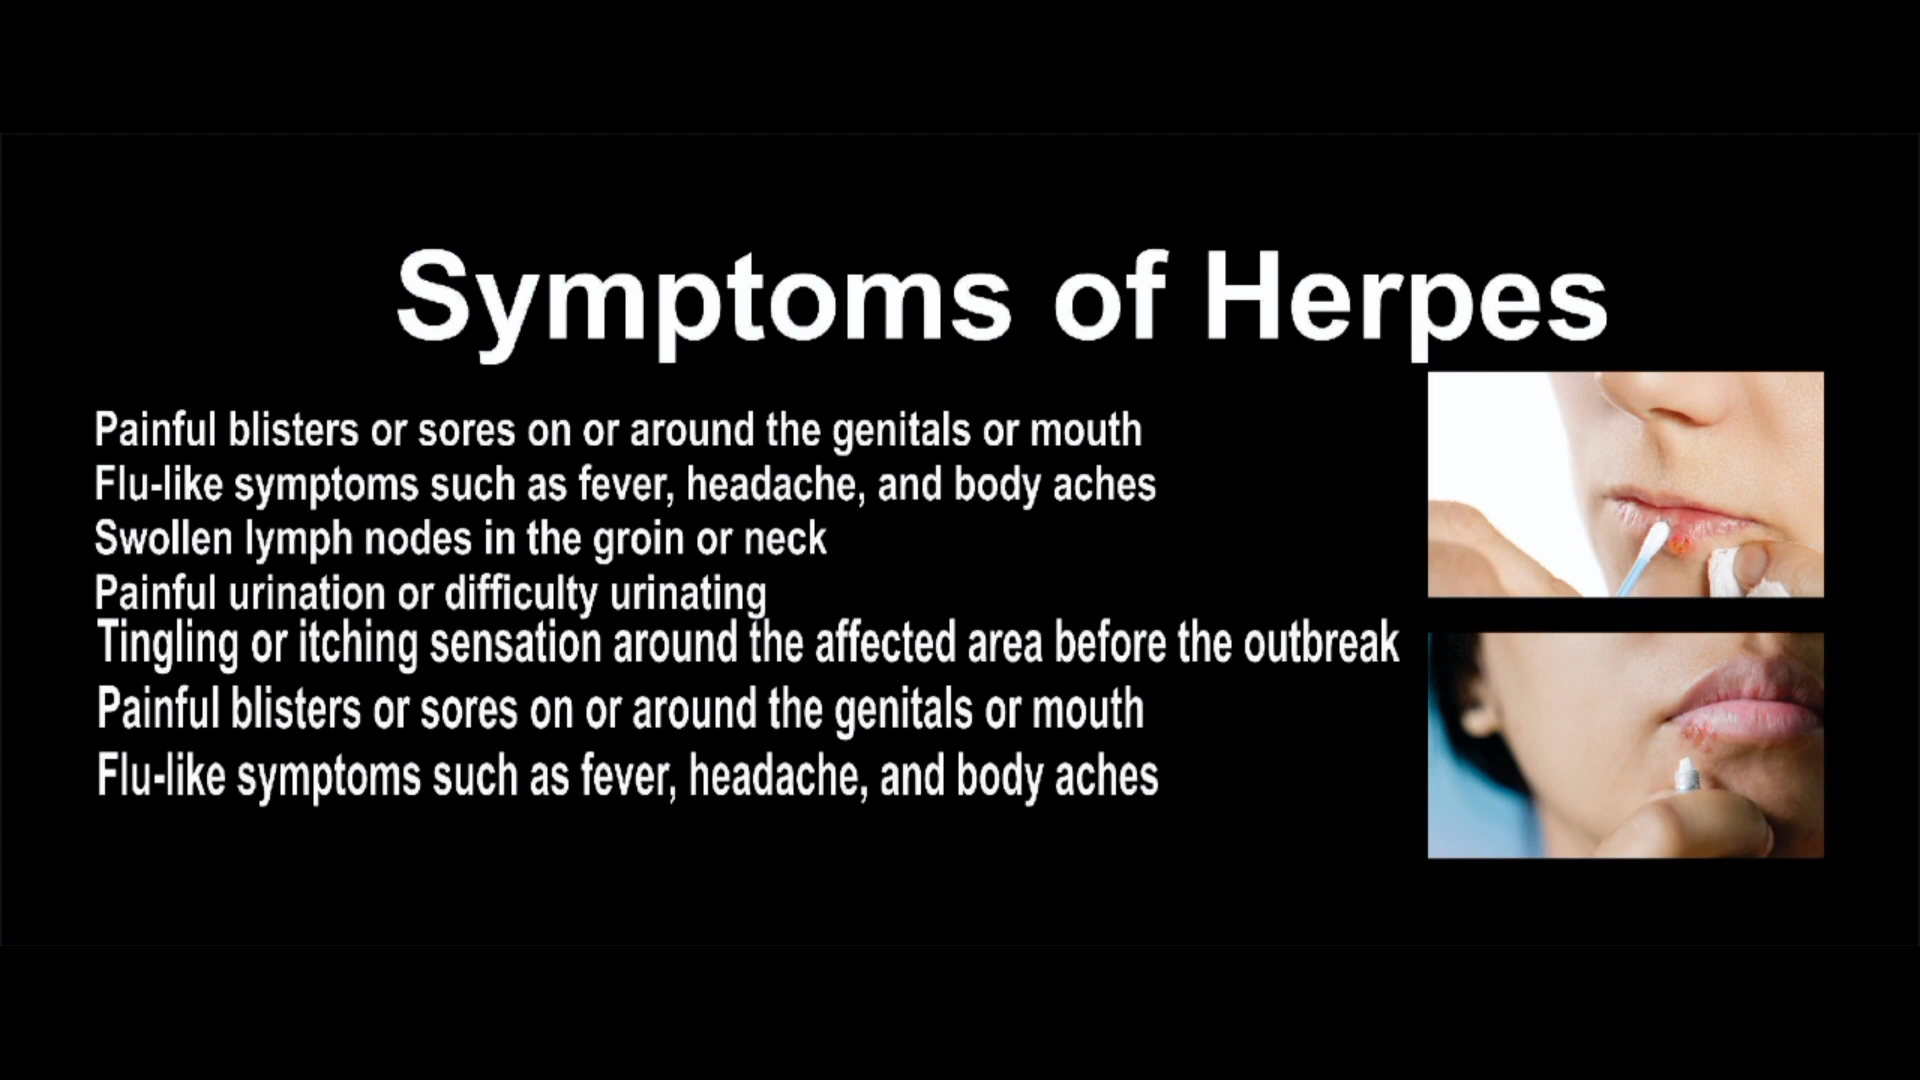 Symptoms of Herpes
Painful blisters or sores on or around the genitals or mouth
Flu-like symptoms such as fever, headache, and body aches
Swollen lymph nodes in the groin or neck
Painful urination or difficulty urinating
Tingling or itching sensation around the affected area before the outbreak
Painful blisters or sores on or around the genitals or mouth
Flu-like symptoms such as fever, headache, and body aches